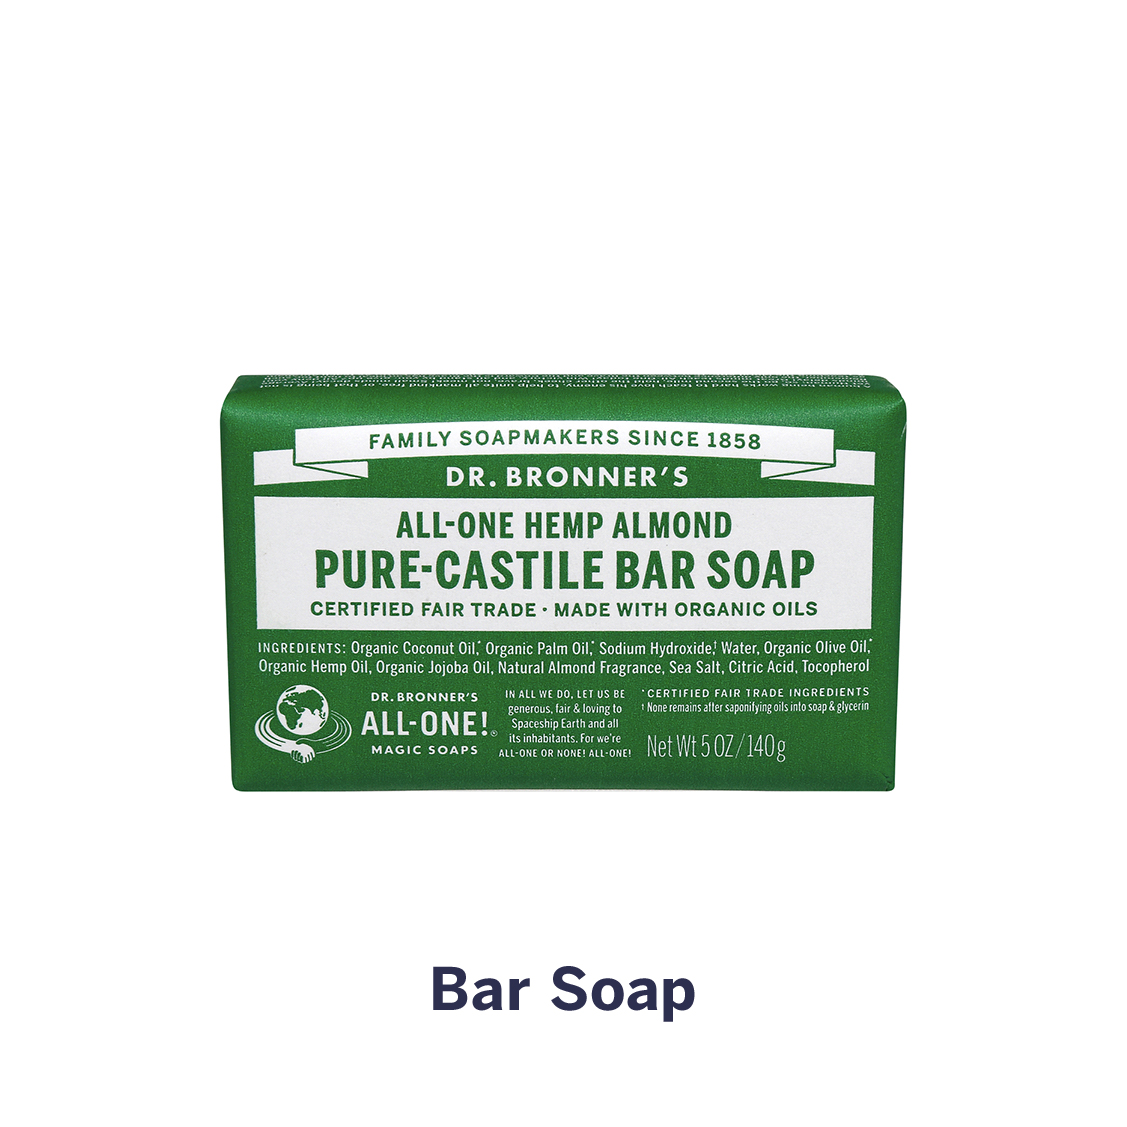 FAMILY SOAPMAKERS SINCE 1858
DR. BRONNER'S
ALL-ONE HEMP ALMOND
PURE-CASTILE BAR SOAP
CERTIFIED FAIR TRADE · MADE WITH ORGANIC OILS
INGREDIENTS: Organic Coconut Oil,* Organic Palm Oil,* Sodium Hydroxide,† Water, Organic Olive Oil,*
Organic Hemp Oil, Organic Jojoba Oil, Natural Almond Fragrance, Sea Salt, Citric Acid, Tocopherol
DR. BRONNER'S
ALL-ONE!®
MAGIC SOAPS
IN ALL WE DO, LET US BE
generous, fair & loving to
Spaceship Earth and all
its inhabitants. For we're
ALL-ONE OR NONE! ALL-ONE!
*CERTIFIED FAIR TRADE INGREDIENTS
† None remains after saponifying oils into soap & glycerin
Net Wt 5 OZ/140g
Bar Soap